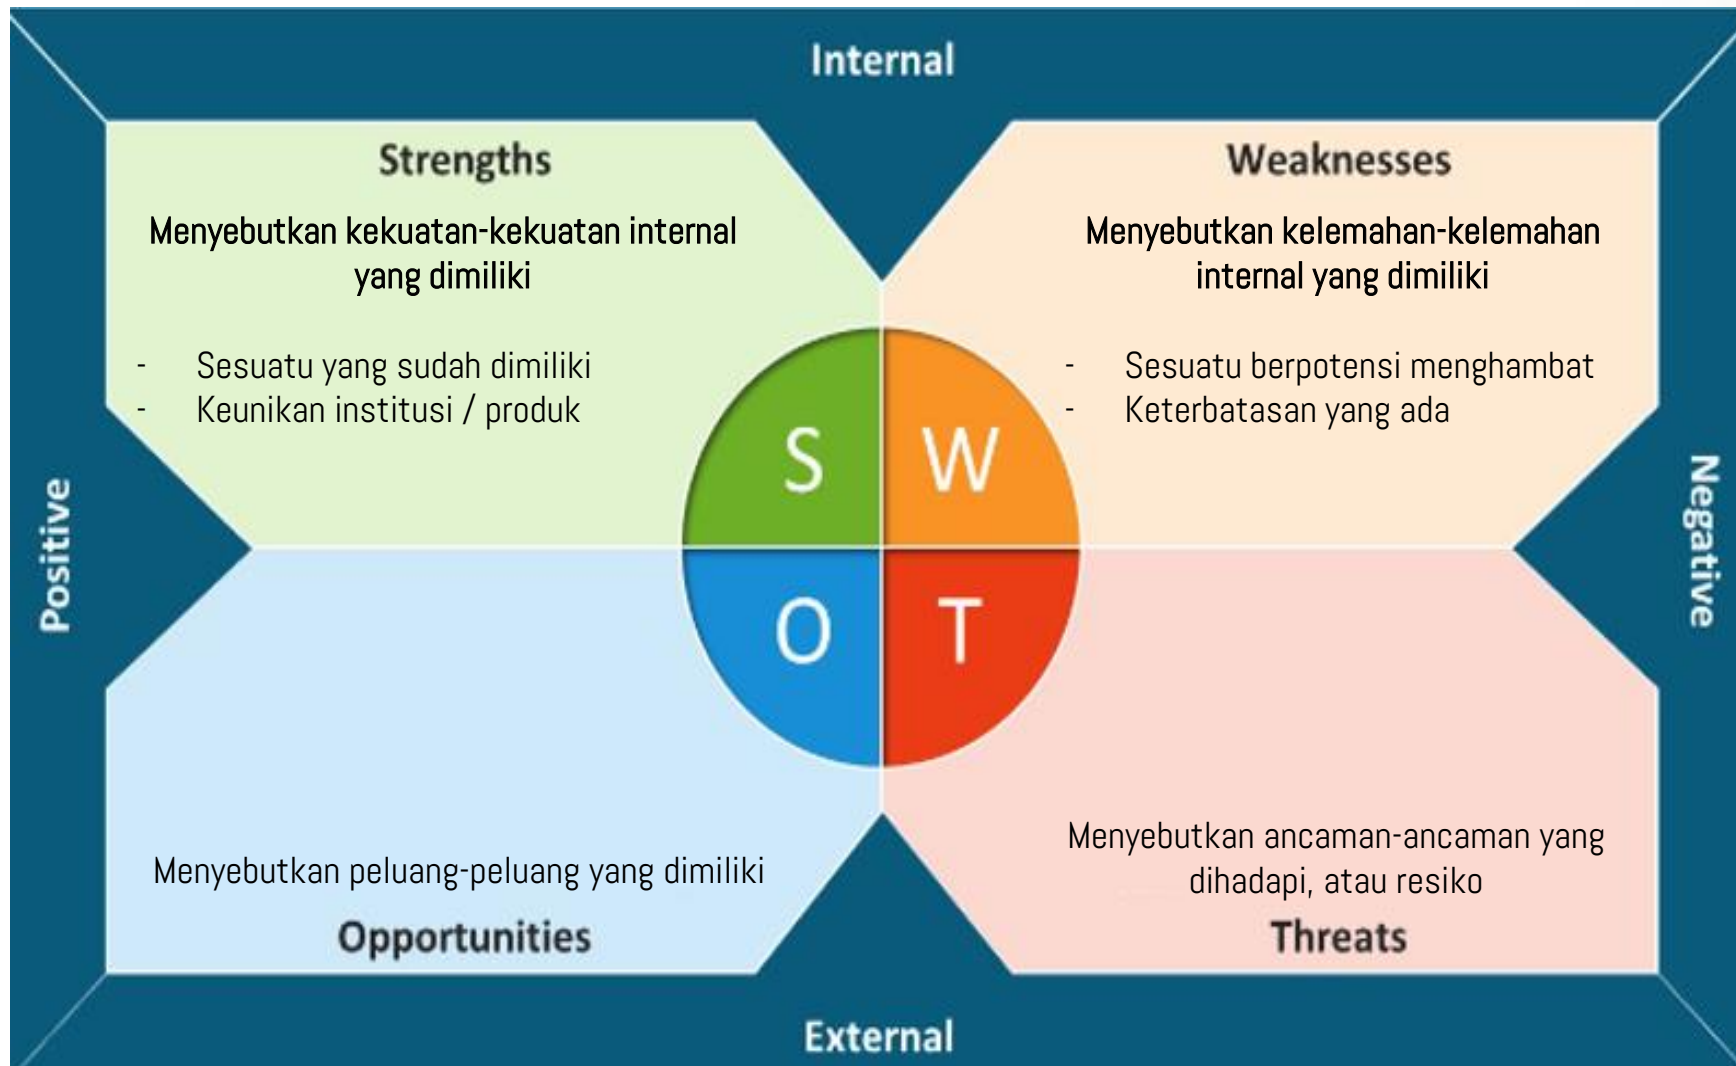 Internal
Strengths
Menyebutkan kekuatan-kekuatan internal
yang dimiliki
- Sesuatu yang sudah dimiliki
- Keunikan institusi / produk
Weaknesses
Menyebutkan kelemahan-kelemahan
internal yang dimiliki
- Sesuatu berpotensi menghambat
- Keterbatasan yang ada
Positive
S
W
O
T
Negative
Menyebutkan peluang-peluang yang dimiliki
Opportunities
Menyebutkan ancaman-ancaman yang
dihadapi, atau resiko
Threats
External